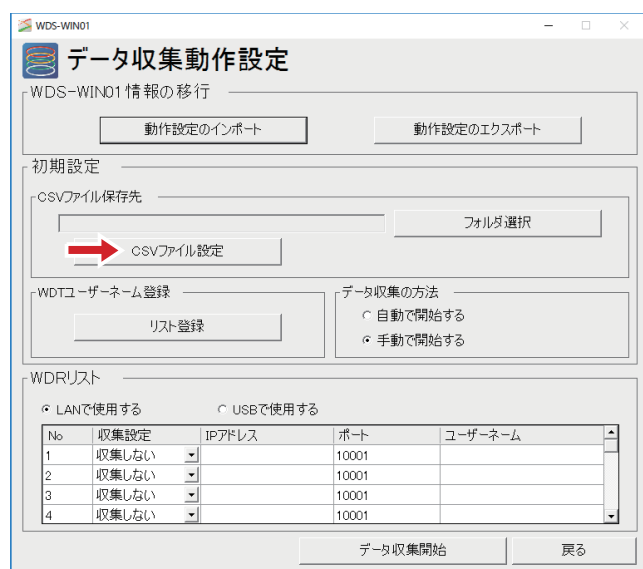 WDS-WIN01
データ収集動作設定
WDS-WIN01情報の移行
動作設定のインポート
動作設定のエクスポート
初期設定
CSVファイル保存先
フォルダ選択
CSVファイル設定
WDTユーザーネーム登録
リスト登録
データ収集の方法
自動で開始する
手動で開始する
WDRリスト
LANで使用する
USBで使用する
No 収集設定 IPアドレス ポート ユーザーネーム
1 収集しない 10001
2 収集しない 10001
3 収集しない 10001
4 収集しない 10001
データ収集開始
戻る